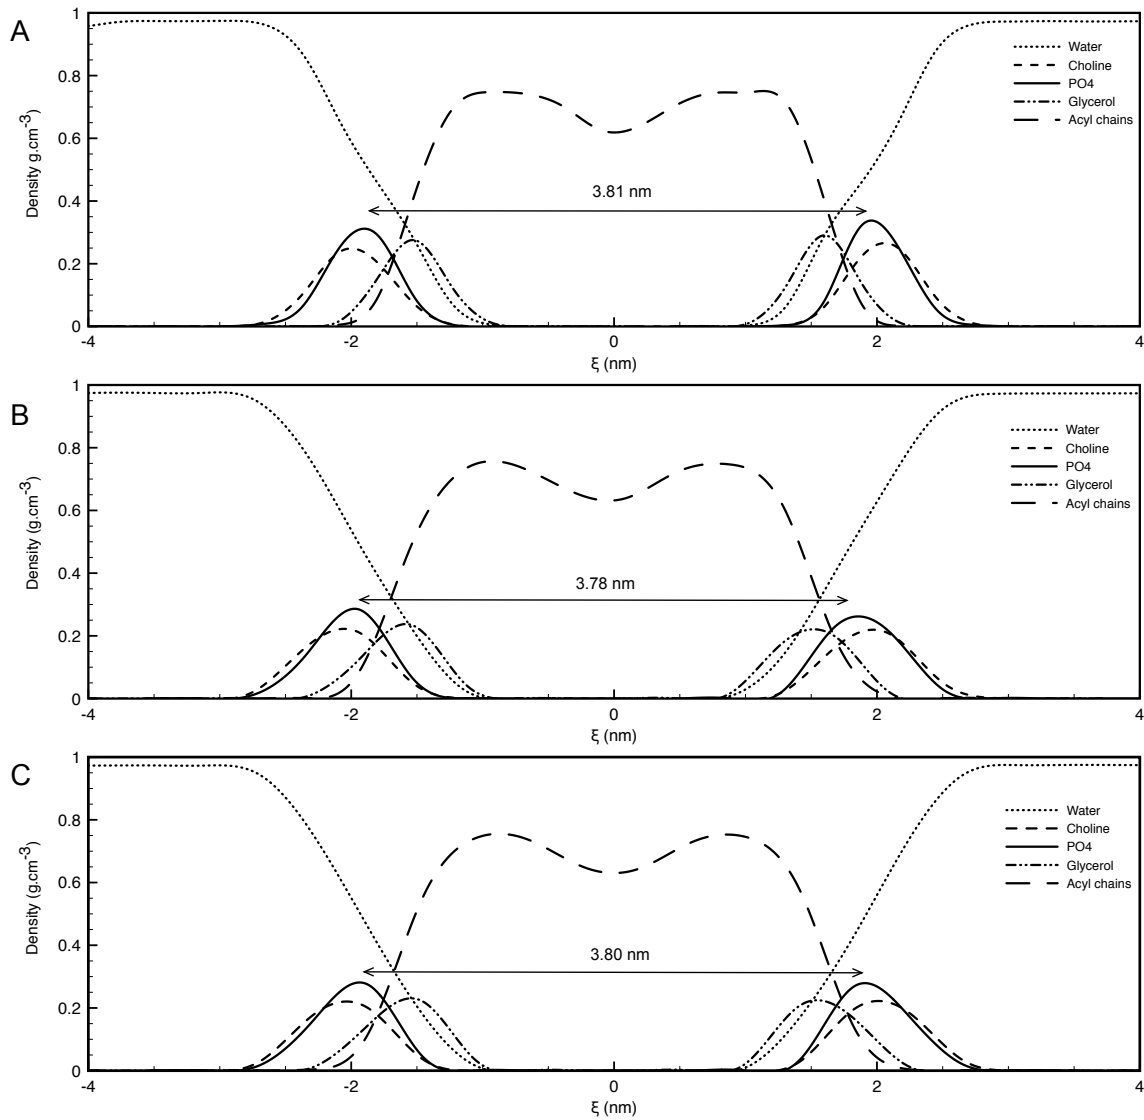 A
1
0.8
0.6
0.4
0.2
0
Density g.cm-3)
Water
Choline
PO4
Glycerol
Acyl chains
3.81 nm
-4
-2
0
2
4
ξ (nm)
B
1
0.8
0.6
0.4
0.2
0
Density (g.cm-3)
Water
Choline
PO4
Glycerol
Acyl chains
3.78 nm
-4
-2
0
2
4
ξ (nm)
C
1
0.8
0.6
0.4
0.2
0
Density (g.cm-3)
Water
Choline
PO4
Glycerol
Acyl chains
3.80 nm
-4
-2
0
2
4
ξ (nm)